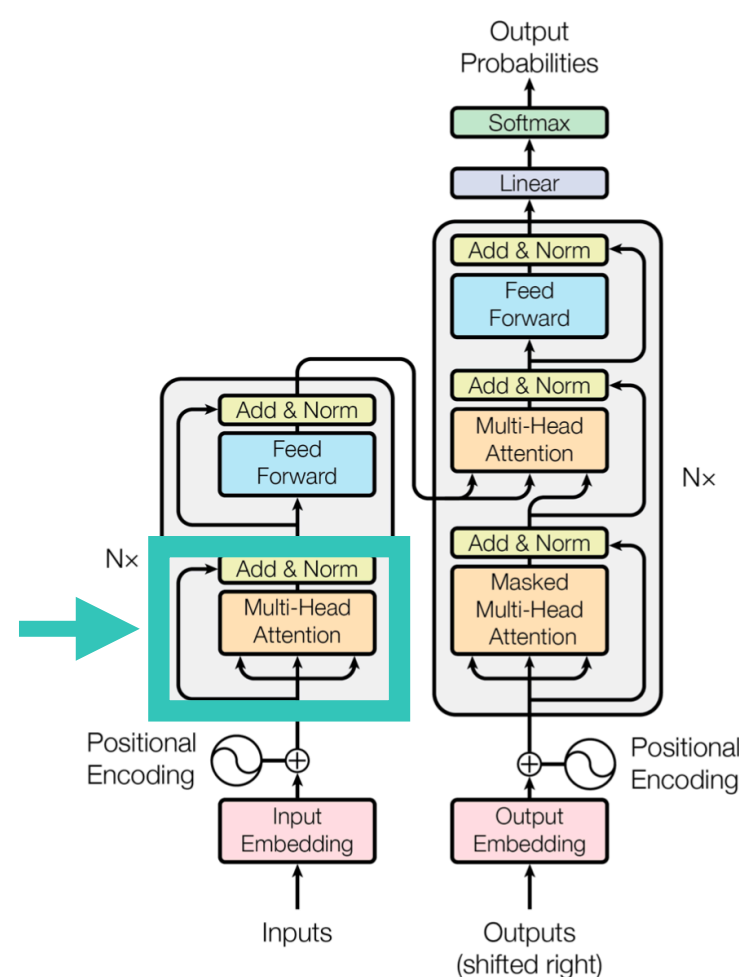 Output
Probabilities
Softmax
Linear
Add & Norm
Feed
Forward
Add & Norm
Multi-Head
Attention
Add & Norm
Masked
Multi-Head
Attention
Nx
Add & Norm
Feed
Forward
Nx
Add & Norm
Multi-Head
Attention
Positional
Encoding
Positional
Encoding
Input
Embedding
Output
Embedding
Inputs
Outputs
(shifted right)